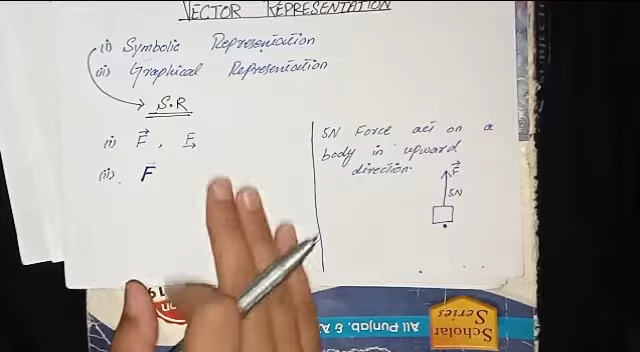 VECTOR REPRESENTATION
(i) Symbolic Representation
(ii) Graphical Representation
S.R
(i) F⃗ , F
(ii) F
5N Force act on a
body in upward
direction.
F⃗
5N
Scholar
Series
All Punjab. &